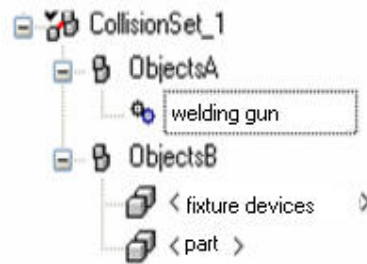 CollisionSet_1
ObjectsA
welding gun
ObjectsB
< fixture devices >
< part >